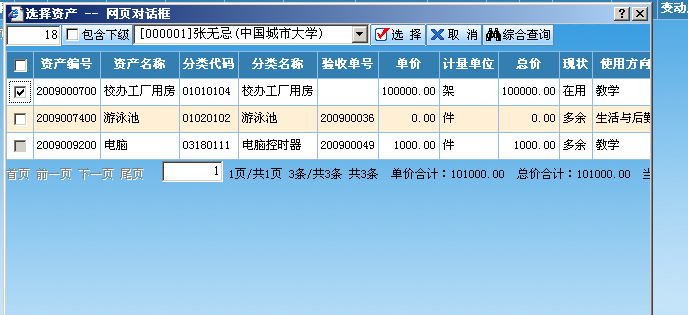 选择资产 -- 网页对话框
变动
18 包含下级 [000001]张无忌(中国城市大学) 选 择 取 消 综合查询
资产编号 资产名称 分类代码 分类名称 验收单号 单价 计量单位 总价 现状 使用方向
2009000700 校办工厂用房 01010104 校办工厂用房 100000.00 架 100000.00 在用 教学
2009007400 游泳池 01020102 游泳池 200900036 0.00 件 0.00 多余 生活与后勤
2009009200 电脑 03180111 电脑控时器 200900049 1000.00 件 1000.00 多余 教学
首页 前一页 下一页 尾页 1 1页/共1页 3条/共3条 共3条 单价合计：101000.00 总价合计：101000.00 当